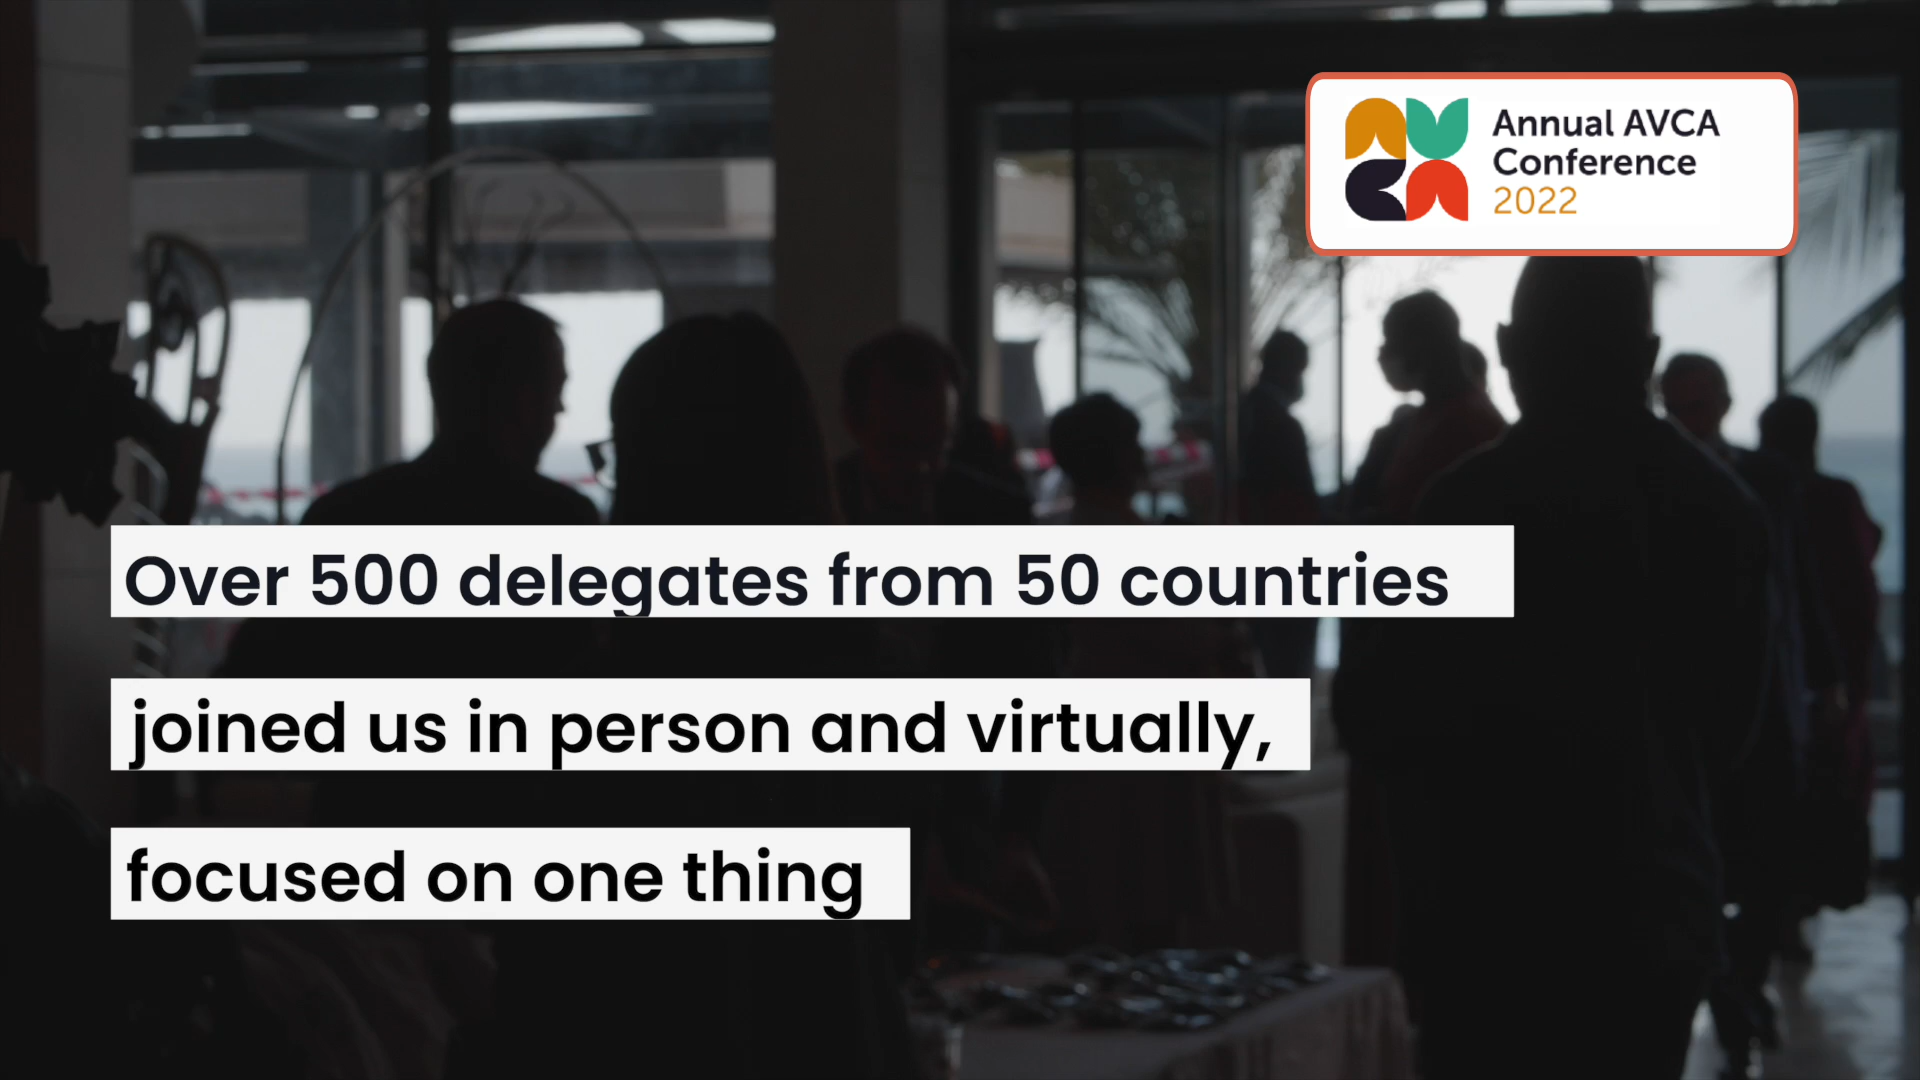 Annual AVCA
Conference
2022
Over 500 delegates from 50 countries
joined us in person and virtually,
focused on one thing